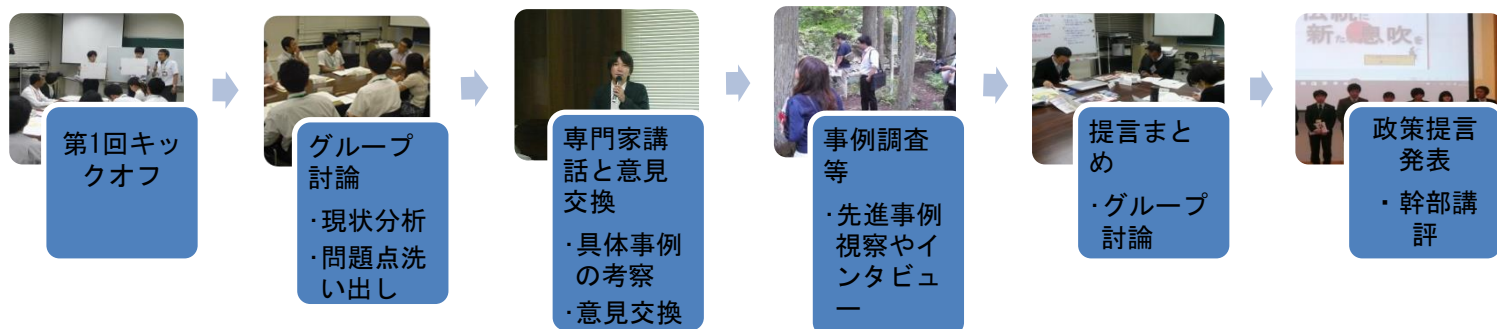 第1回キッ
クオフ
グループ
討論
・現状分析
・問題点洗
い出し
専門家講
話と意見
交換
・具体事例
の考察
・意見交換
事例調査
等
・先進事例
視察やイ
ンタビュ
ー
提言まと
め
・グループ
討論
伝統に
新たな息吹を
政策提言
発表
・幹部講
評